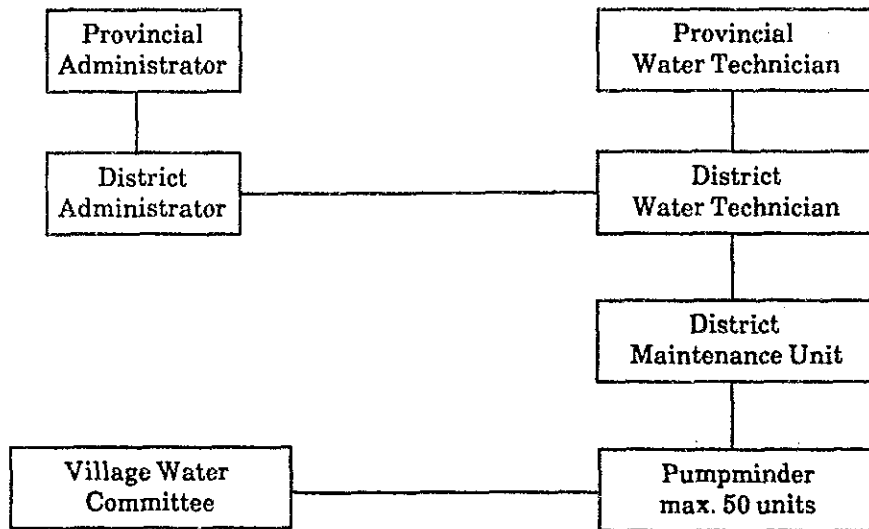 Provincial
Administrator
Provincial
Water Technician
District
Administrator
District
Water Technician
District
Maintenance Unit
Village Water
Committee
Pumpminder
max. 50 units